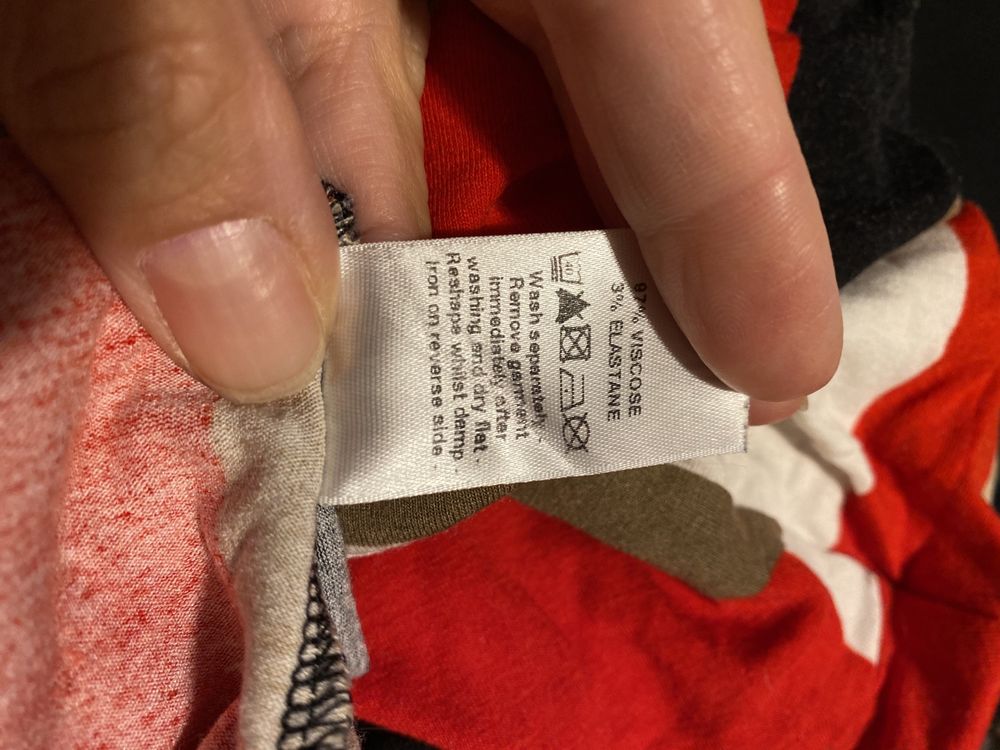 97% VISCOSE
3% ELASTANE
Wash separately -
Remove garment
immediately after
washing and dry flat -
Reshape whilst damp.
Iron on reverse side -